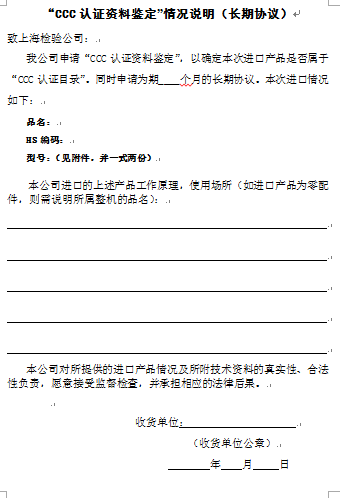 “CCC 认证资料鉴定”情况说明（长期协议）
致上海检验公司：
我公司申请“CCC 认证资料鉴定”，以确定本次进口产品是否属于
“CCC 认证目录”。同时申请为期____个月的长期协议。本次进口情况
如下：
品名：
HS 编码：
型号：（见附件，并一式两份）
本公司进口的上述产品工作原理，使用场所（如进口产品为零配
件，则需说明所属整机的品名）：
本公司对所提供的进口产品情况及所附技术资料的真实性、合法
性负责，愿意接受监督检查，并承担相应的法律后果。
收货单位：____________________
（收货单位公章）
________年____月_____日